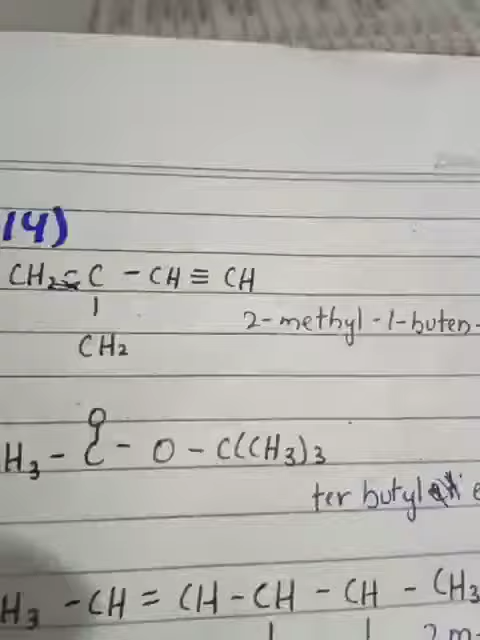 14)
CH2=C - CH ≡ CH
|
2-methyl-1-buten-
CH2
O
H3 - C - O - C(CH3)3
ter butyl
H3 - CH = CH - CH - CH - CH3
| |
2m-